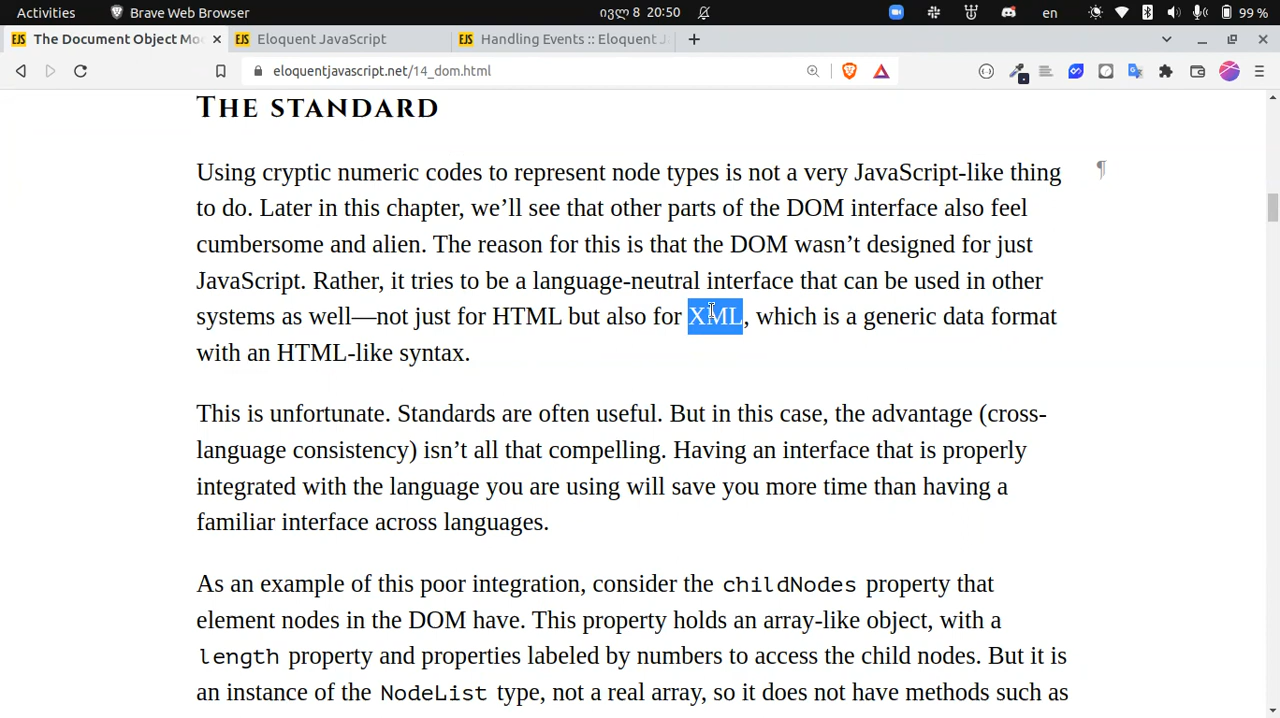 Activities
Brave Web Browser
ივლ 8 20:50
en
99 %
EJS The Document Object Mo
EJS Eloquent JavaScript
EJS Handling Events :: Eloquent J
eloquentjavascript.net/14_dom.html
THE STANDARD
Using cryptic numeric codes to represent node types is not a very JavaScript-like thing ¶
to do. Later in this chapter, we’ll see that other parts of the DOM interface also feel
cumbersome and alien. The reason for this is that the DOM wasn’t designed for just
JavaScript. Rather, it tries to be a language-neutral interface that can be used in other
systems as well—not just for HTML but also for XML, which is a generic data format
with an HTML-like syntax.
This is unfortunate. Standards are often useful. But in this case, the advantage (cross-
language consistency) isn’t all that compelling. Having an interface that is properly
integrated with the language you are using will save you more time than having a
familiar interface across languages.
As an example of this poor integration, consider the childNodes property that
element nodes in the DOM have. This property holds an array-like object, with a
length property and properties labeled by numbers to access the child nodes. But it is
an instance of the NodeList type, not a real array, so it does not have methods such as